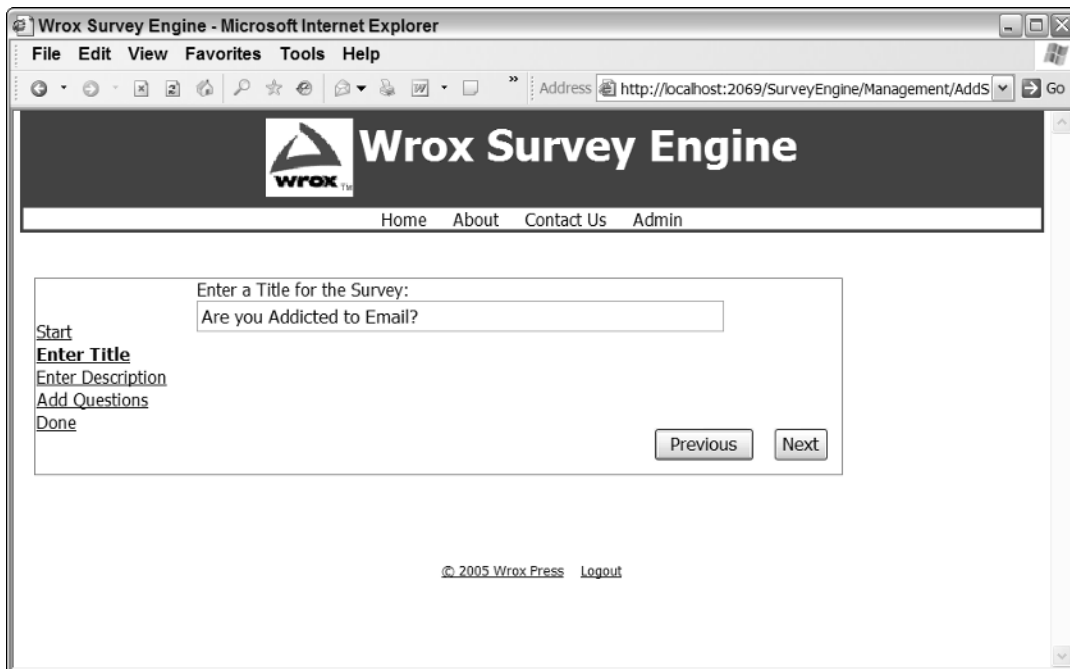 Wrox Survey Engine - Microsoft Internet Explorer
File Edit View Favorites Tools Help
» Address http://localhost:2069/SurveyEngine/Management/AddS Go
wrox TM Wrox Survey Engine
Home About Contact Us Admin
Enter a Title for the Survey:
Are you Addicted to Email?
Start
Enter Title
Enter Description
Add Questions
Done
Previous Next
© 2005 Wrox Press Logout